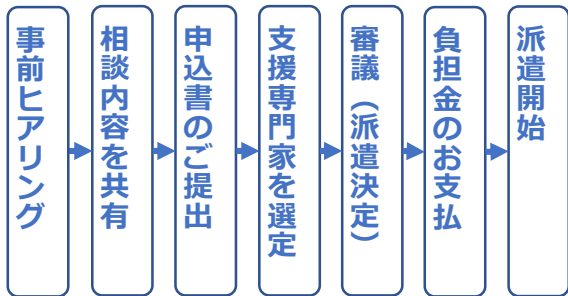 事前ヒアリング
相談内容を共有
申込書のご提出
支援専門家を選定
審議（派遣決定）
負担金のお支払
派遣開始